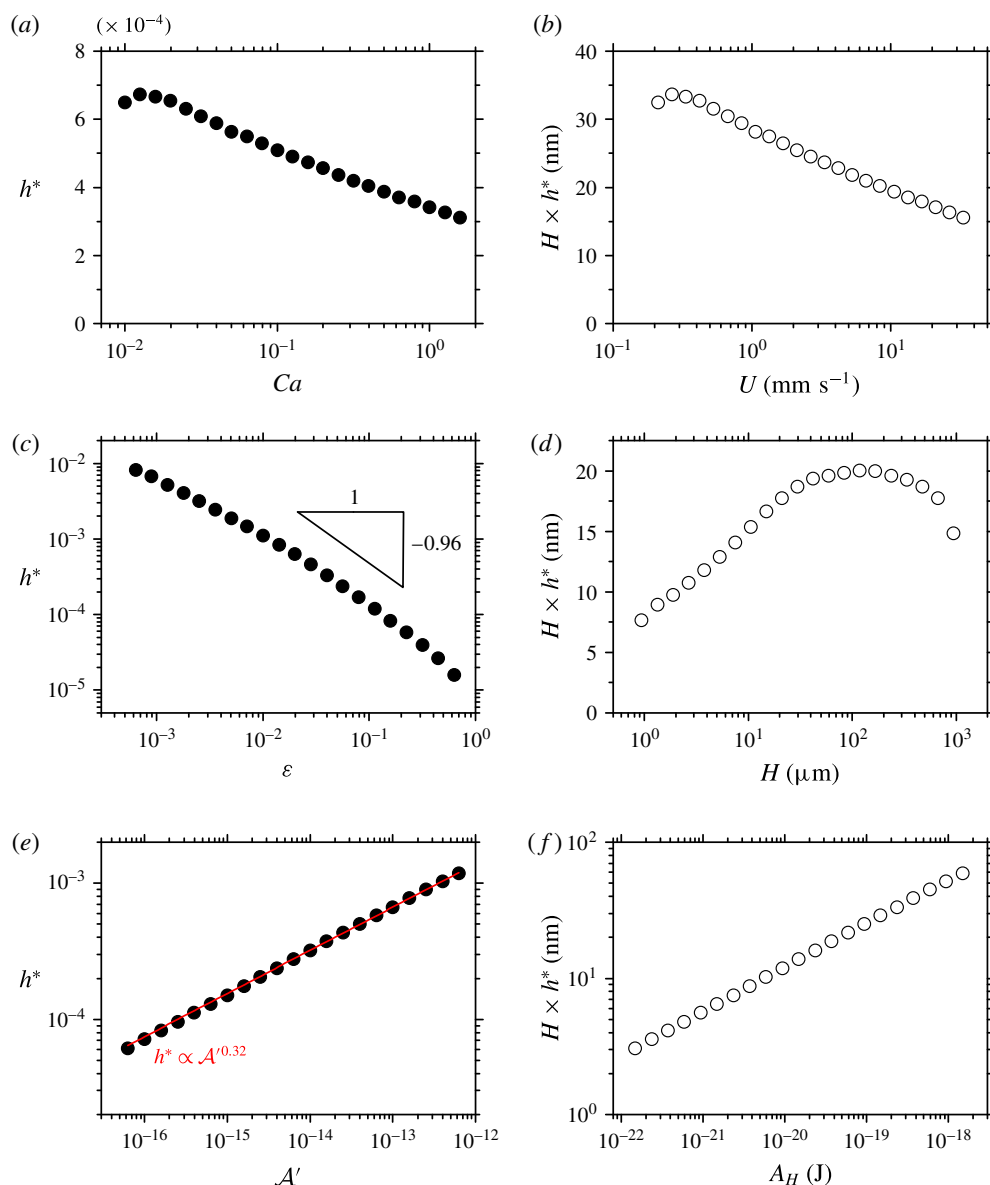 (a)
(× 10⁻⁴)
8
6
4
2
0
h*
10⁻²
10⁻¹
10⁰
Ca
(b)
40
30
20
10
0
H × h* (nm)
10⁻¹
10⁰
10¹
U (mm s⁻¹)
(c)
10⁻²
10⁻³
10⁻⁴
10⁻⁵
h*
1
−0.96
10⁻³
10⁻²
10⁻¹
10⁰
ε
(d)
20
15
10
5
0
H × h* (nm)
10⁰
10¹
10²
10³
H (μm)
(e)
10⁻³
10⁻⁴
h*
h* ∝ 𝒜′⁰·³²
10⁻¹⁶
10⁻¹⁵
10⁻¹⁴
10⁻¹³
10⁻¹²
𝒜′
(f)
10²
10¹
10⁰
H × h* (nm)
10⁻²²
10⁻²¹
10⁻²⁰
10⁻¹⁹
10⁻¹⁸
A_H (J)